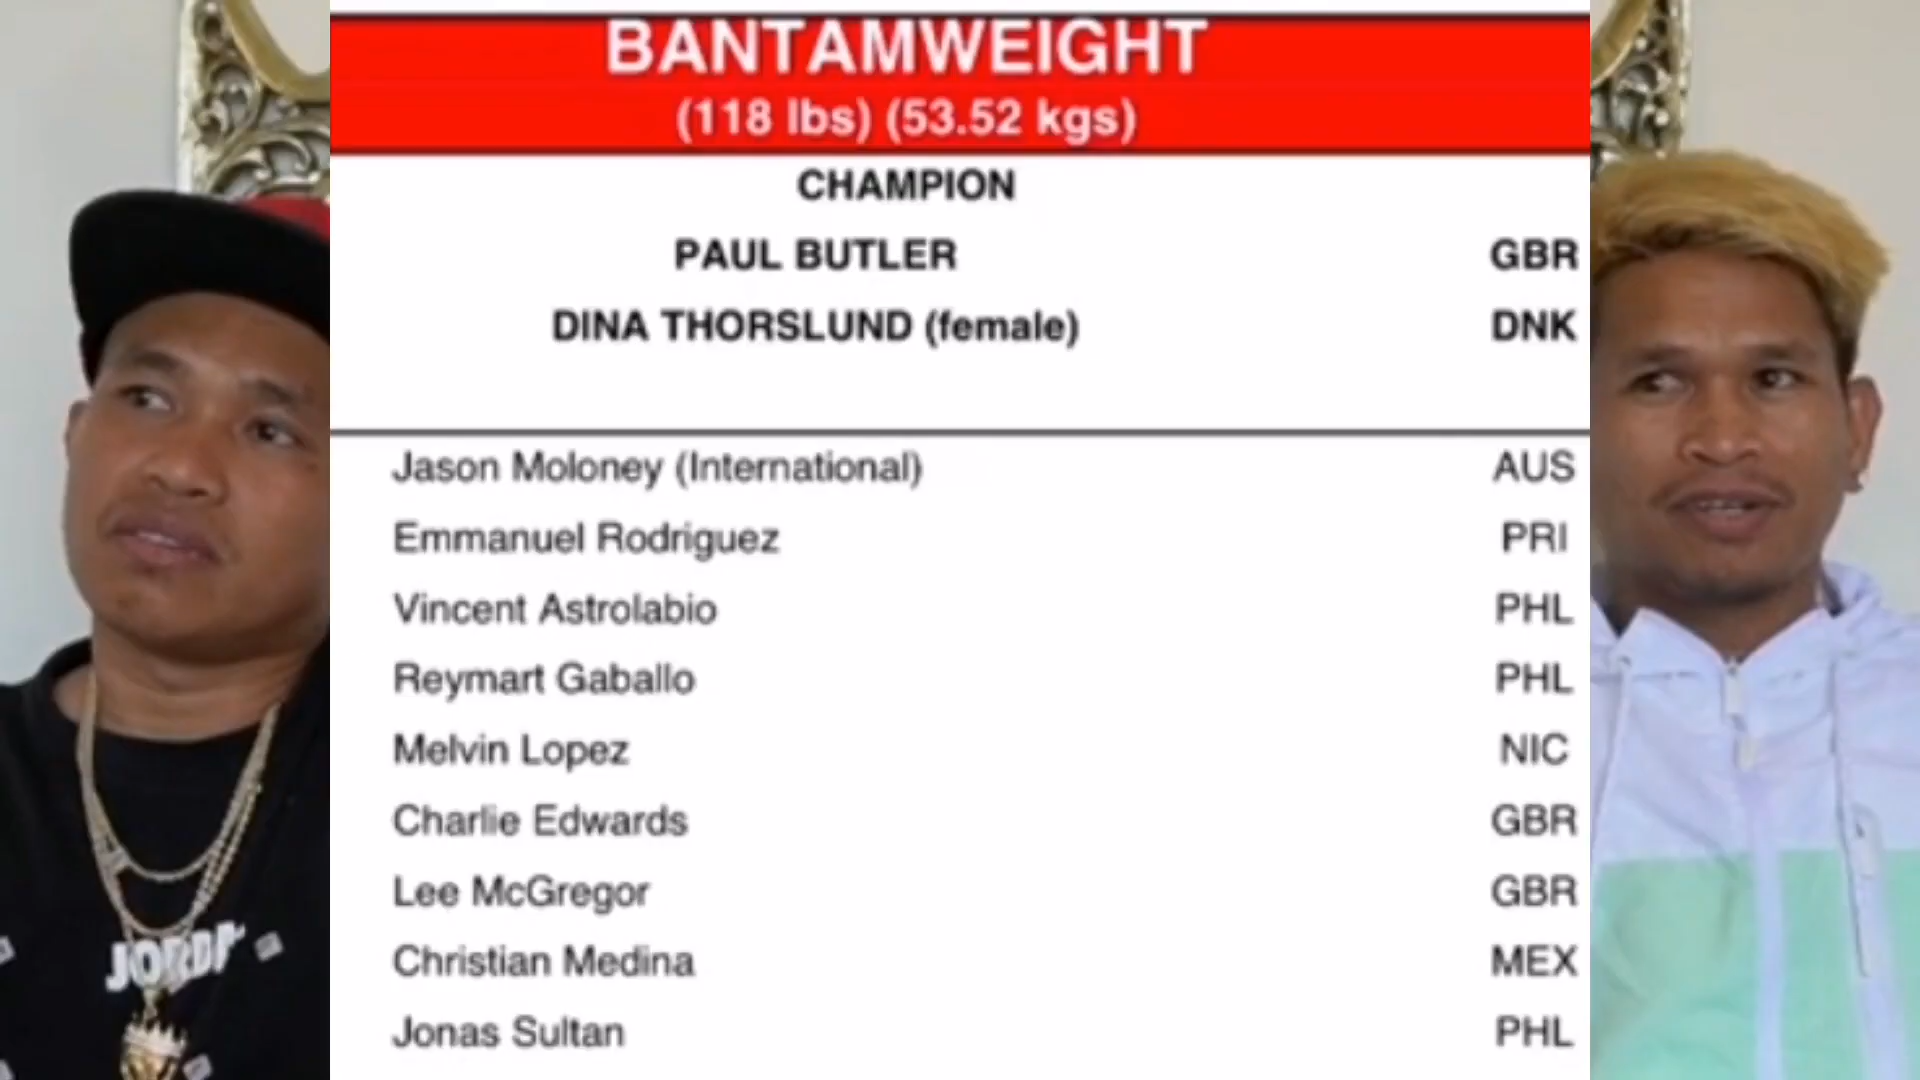 BANTAMWEIGHT
(118 lbs) (53.52 kgs)
CHAMPION
PAUL BUTLER GBR
DINA THORSLUND (female) DNK
Jason Moloney (International) AUS
Emmanuel Rodriguez PRI
Vincent Astrolabio PHL
Reymart Gaballo PHL
Melvin Lopez NIC
Charlie Edwards GBR
Lee McGregor GBR
Christian Medina MEX
Jonas Sultan PHL